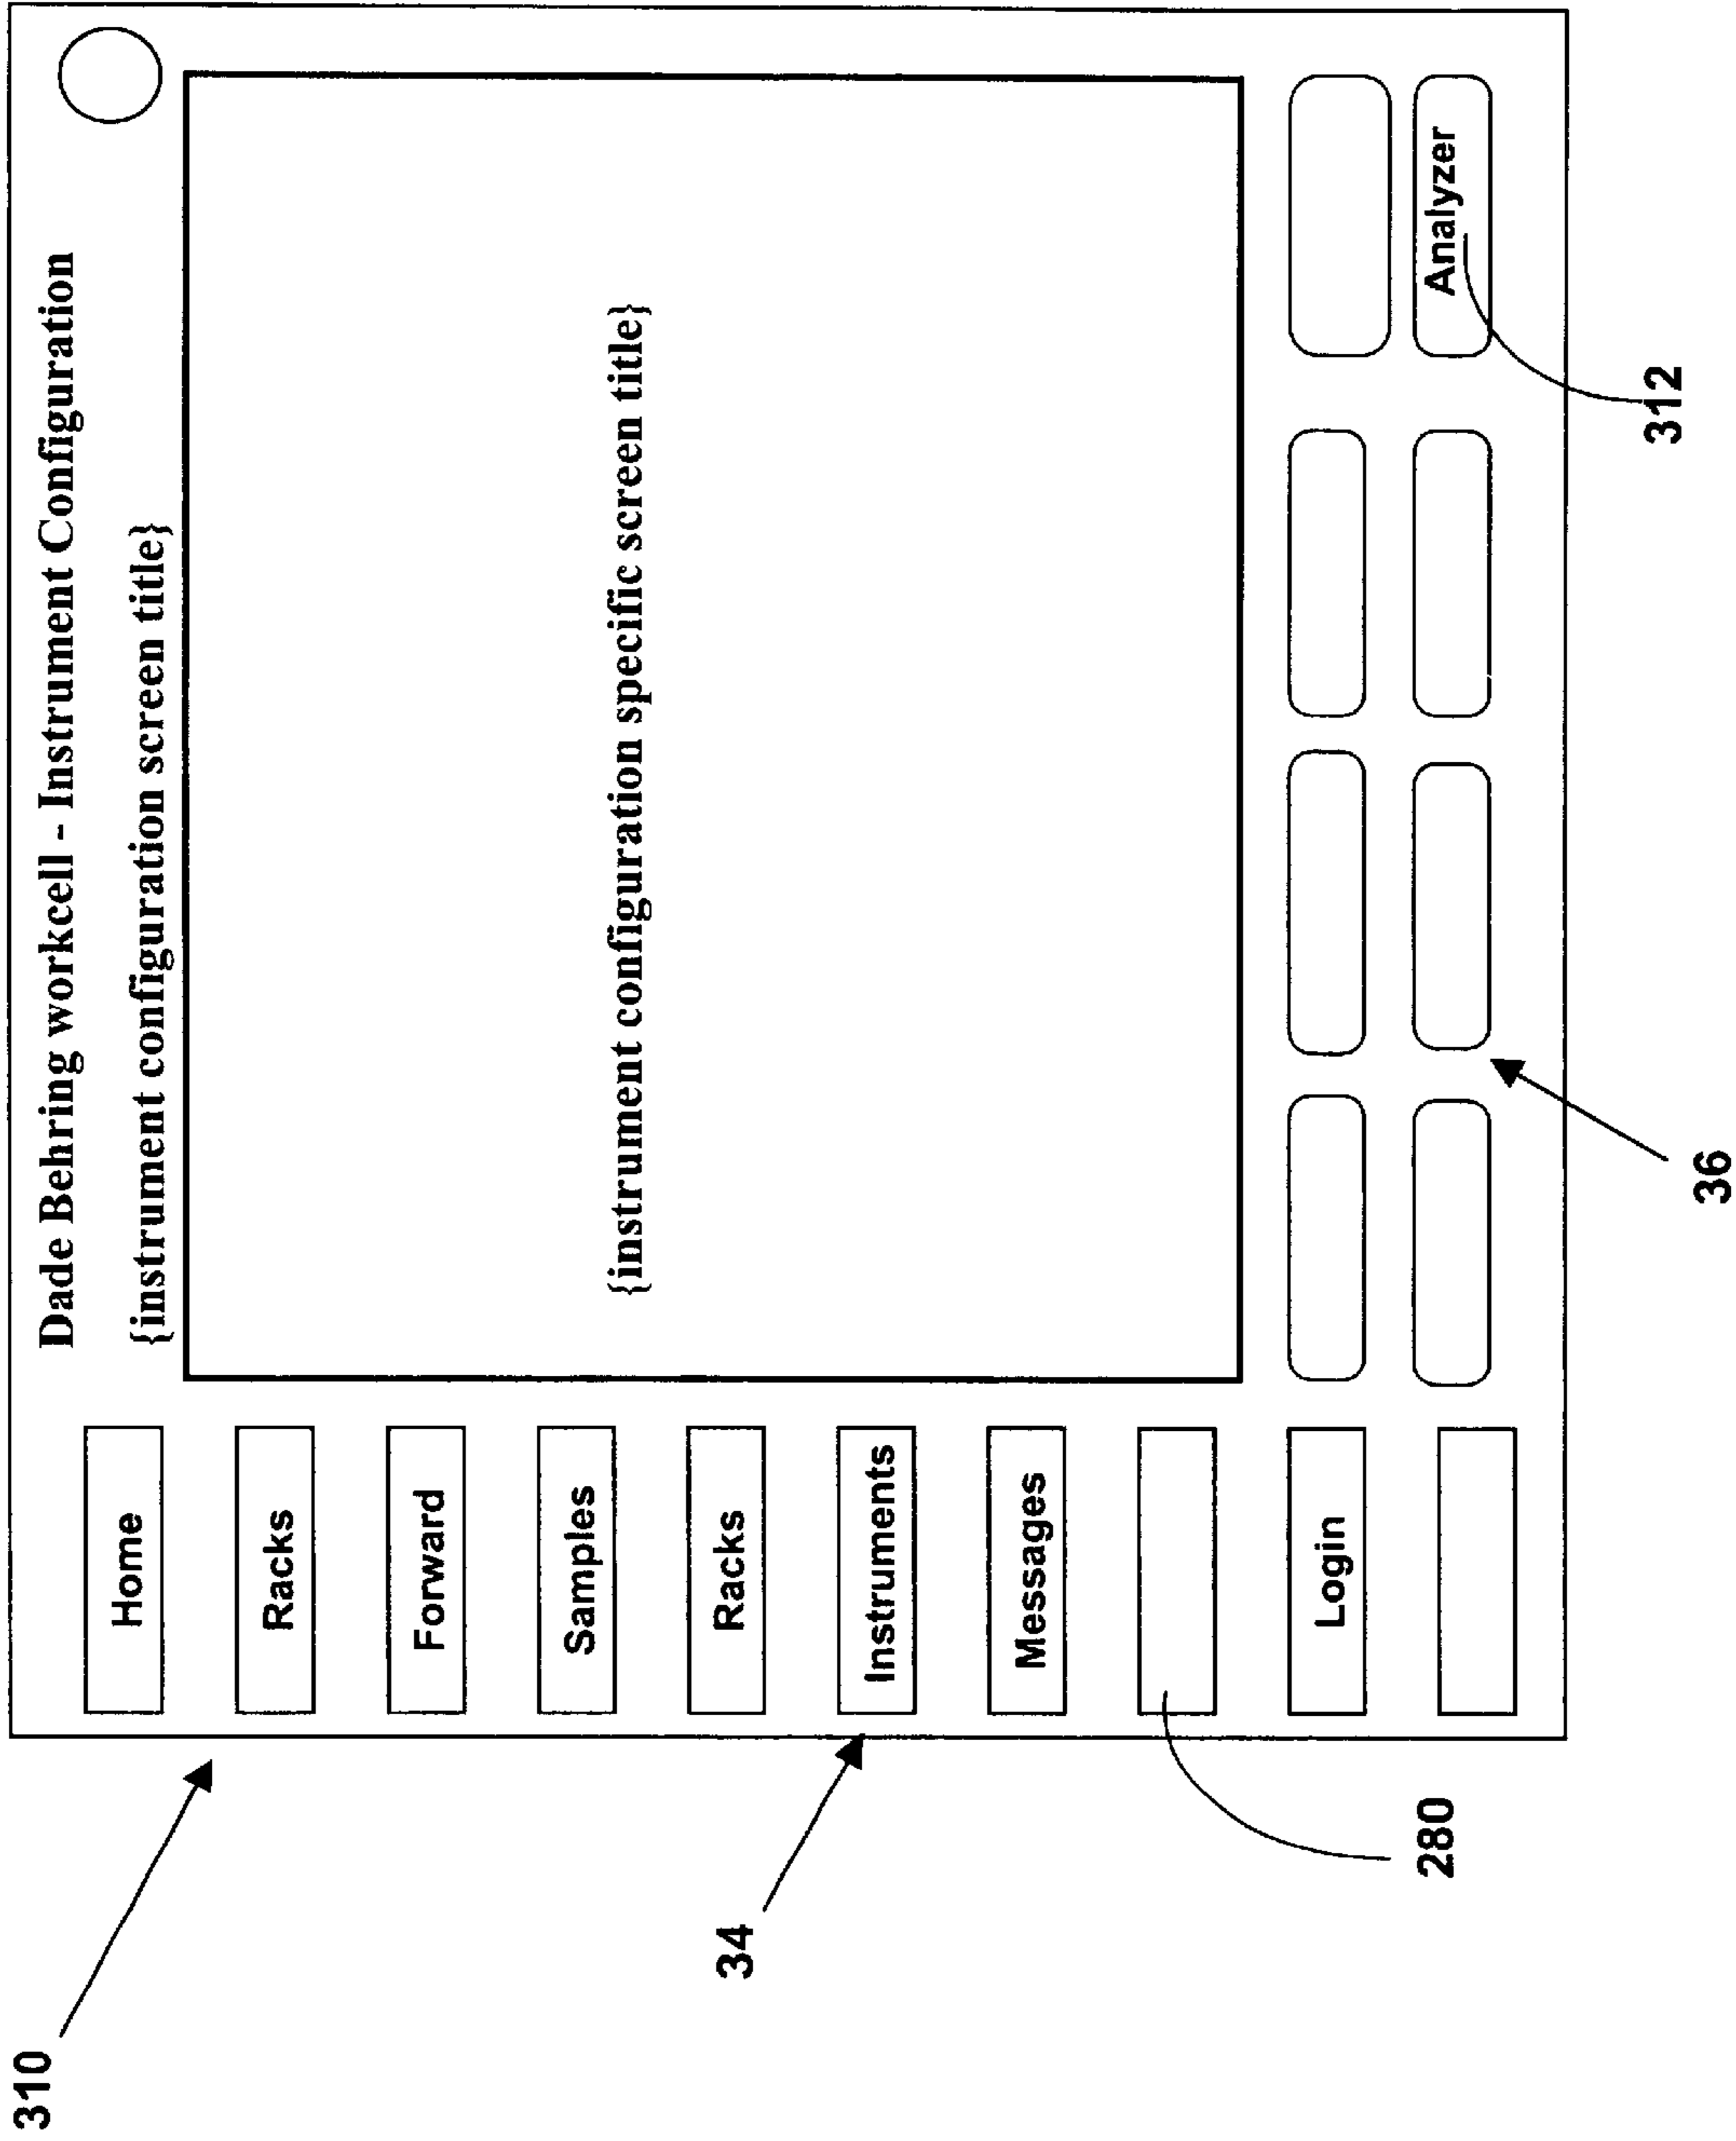 310
Dade Behring workcell - Instrument Configuration
{instrument configuration screen title}
Home
Racks
Forward
Samples
Racks
Instruments
Messages
Login
{instrument configuration specific screen title}
Analyzer
34
280
36
312